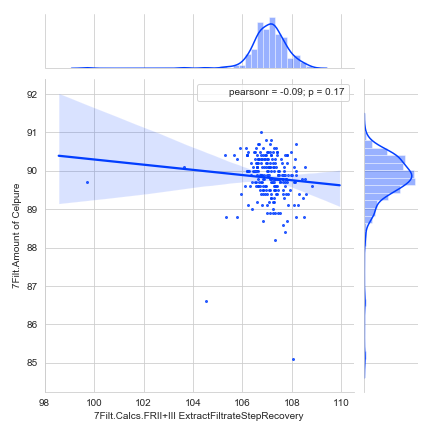 pearsonr = -0.09; p = 0.17
92
91
90
89
88
87
86
85
7Filt.Amount of Celpure
98 100 102 104 106 108 110
7Filt.Calcs.FRII+III ExtractFiltrateStepRecovery